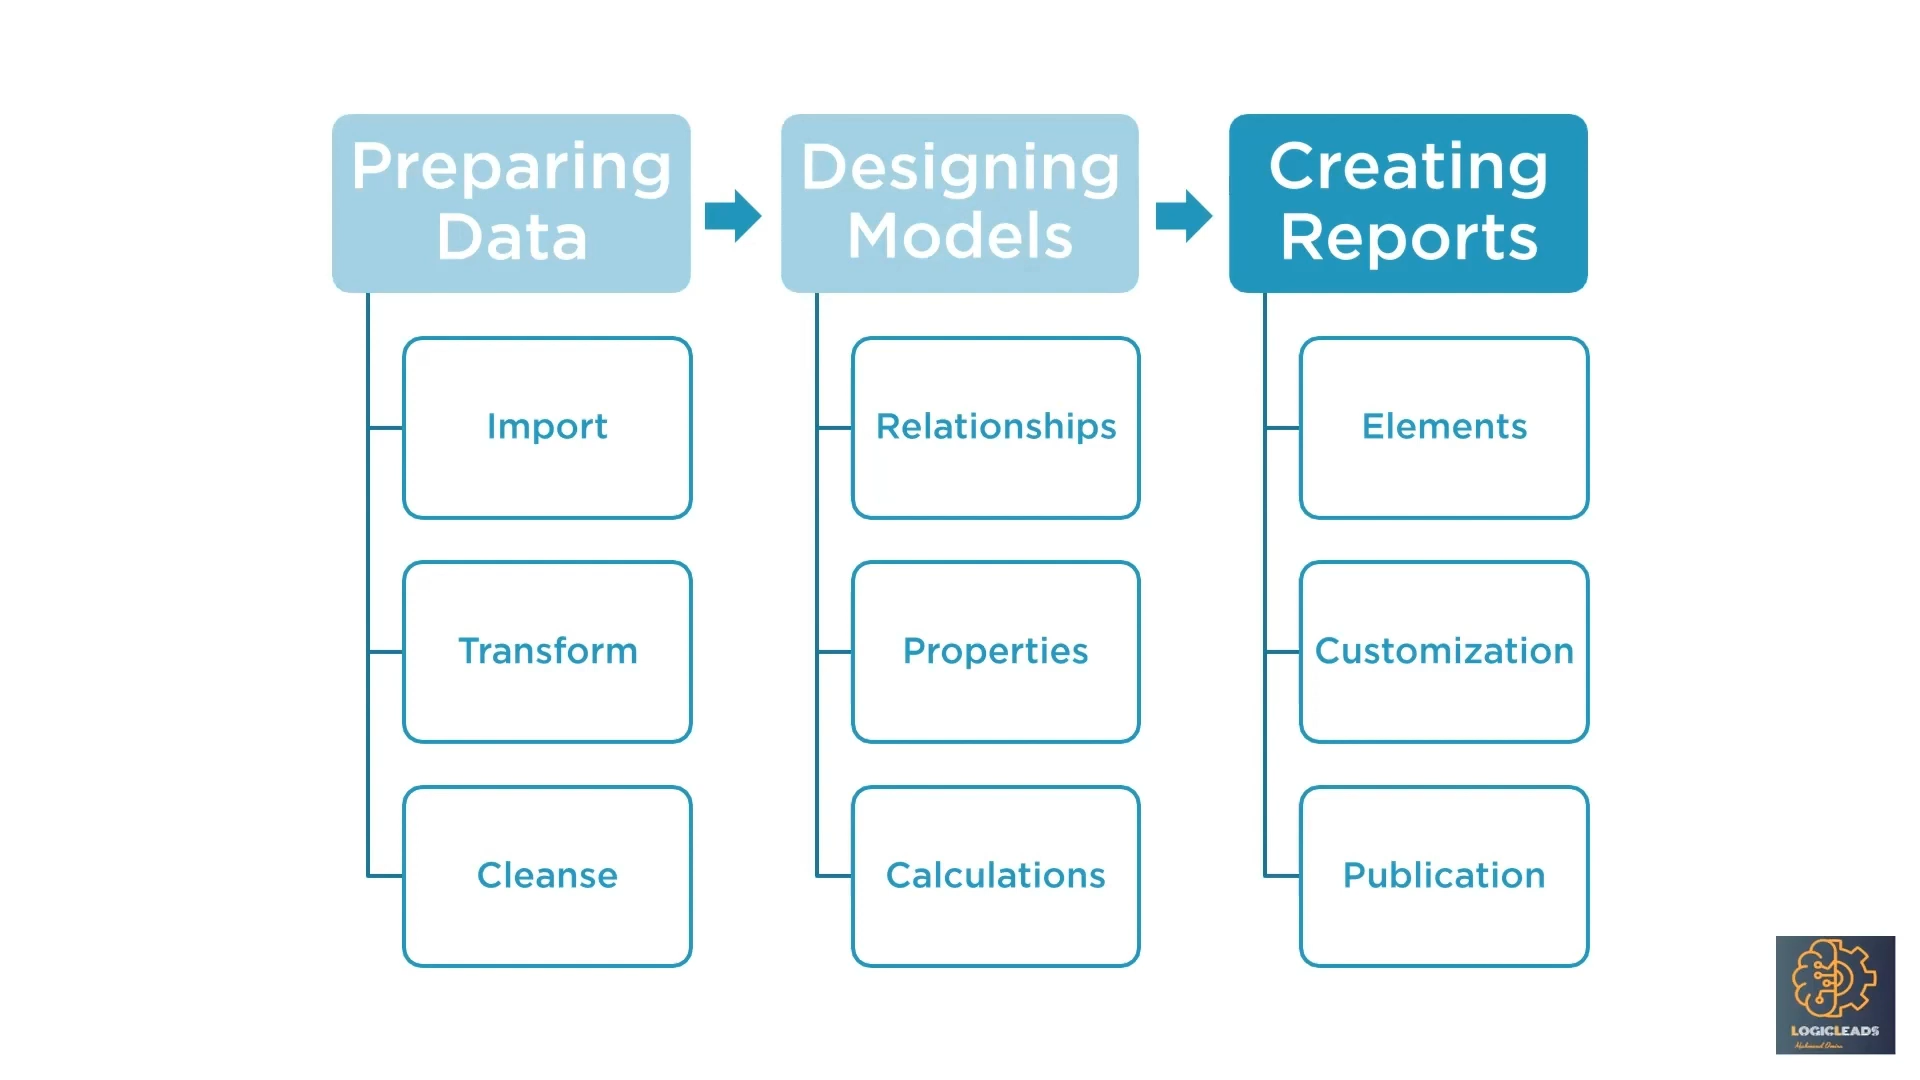 Preparing
Data
Designing
Models
Creating
Reports
Import
Relationships
Elements
Transform
Properties
Customization
Cleanse
Calculations
Publication
LOGICLEADS